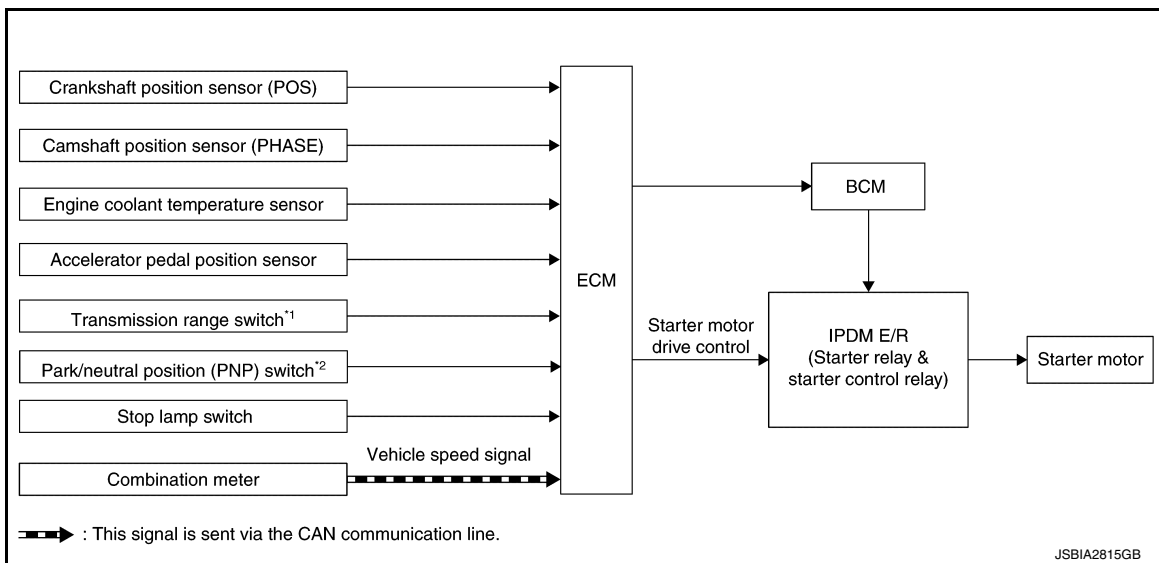 Crankshaft position sensor (POS)
Camshaft position sensor (PHASE)
Engine coolant temperature sensor
Accelerator pedal position sensor
Transmission range switch*1
Park/neutral position (PNP) switch*2
Stop lamp switch
Combination meter
Vehicle speed signal
ECM
Starter motor
drive control
BCM
IPDM E/R
(Starter relay &
starter control relay)
Starter motor
: This signal is sent via the CAN communication line.
JSBIA2815GB